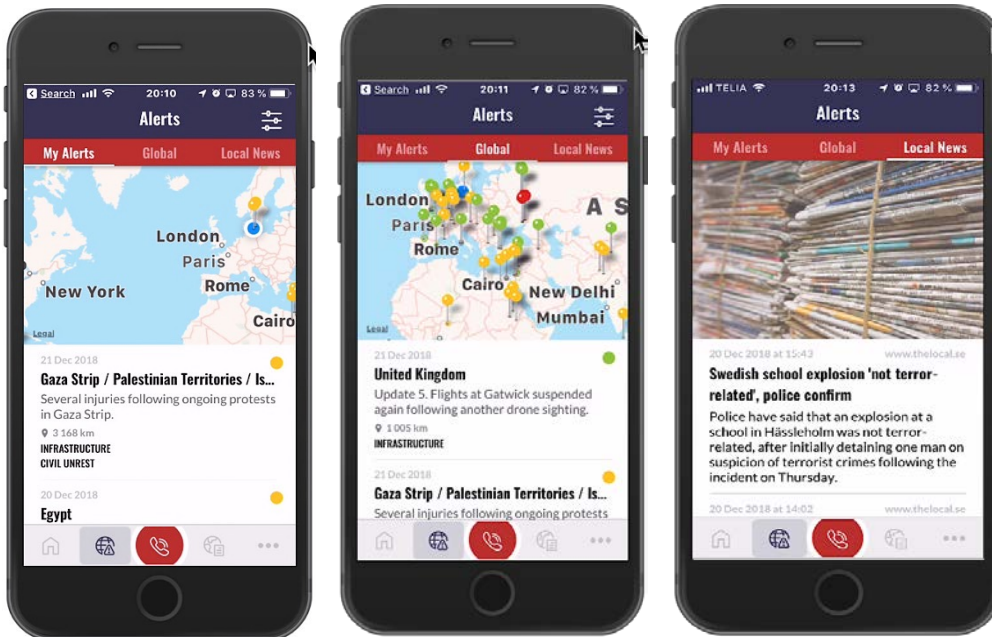 Search 20:10 83 %
Alerts
My Alerts Global Local News
London
Paris
New York
Rome
Cairo
Legal
21 Dec 2018
Gaza Strip / Palestinian Territories / Is...
Several injuries following ongoing protests
in Gaza Strip.
3 168 km
INFRASTRUCTURE
CIVIL UNREST
20 Dec 2018
Egypt
Search 20:11 82 %
Alerts
My Alerts Global Local News
London
A S
Paris
Rome
Cairo
New Delhi
Mumbai
Legal
21 Dec 2018
United Kingdom
Update 5. Flights at Gatwick suspended
again following another drone sighting.
1 005 km
INFRASTRUCTURE
21 Dec 2018
Gaza Strip / Palestinian Territories / Is...
Several injuries following ongoing protests
TELIA 20:13 82 %
Alerts
My Alerts Global Local News
20 Dec 2018 at 15:43 www.thelocal.se
Swedish school explosion 'not terror-
related', police confirm
Police have said that an explosion at a
school in Hässleholm was not terror-
related, after initially detaining one man on
suspicion of terrorist crimes following the
incident on Thursday.
20 Dec 2018 at 14:02 www.thelocal.se